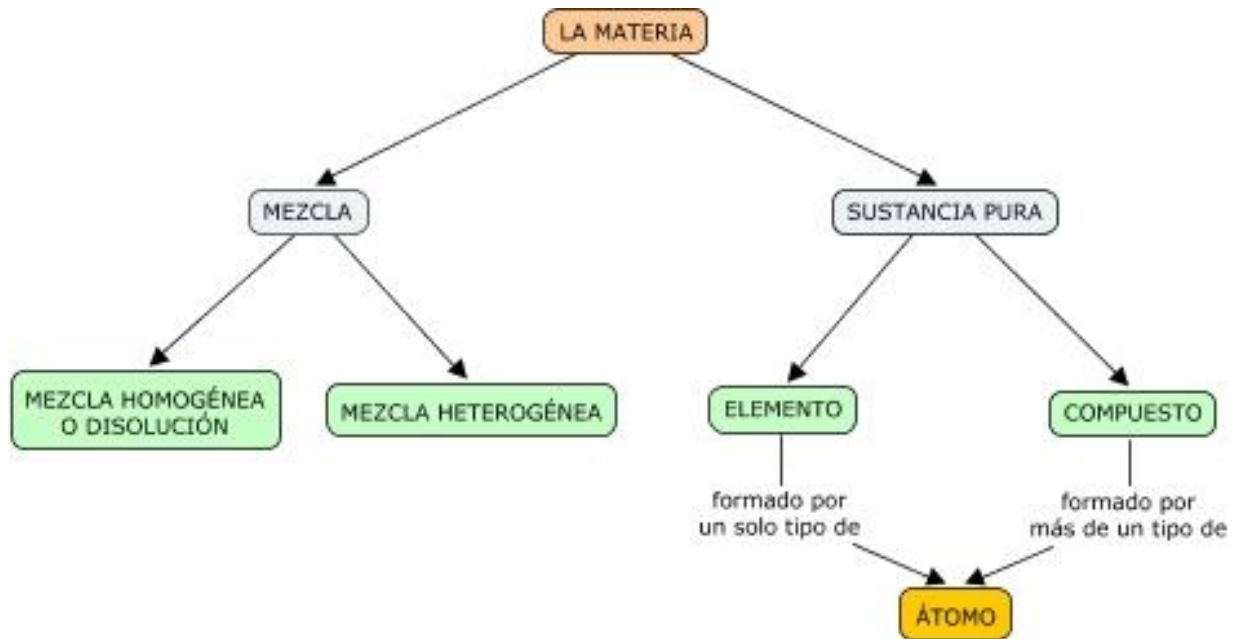 LA MATERIA
MEZCLA
SUSTANCIA PURA
MEZCLA HOMOGÉNEA
O DISOLUCIÓN
MEZCLA HETEROGÉNEA
ELEMENTO
COMPUESTO
formado por
un solo tipo de
formado por
más de un tipo de
ÁTOMO